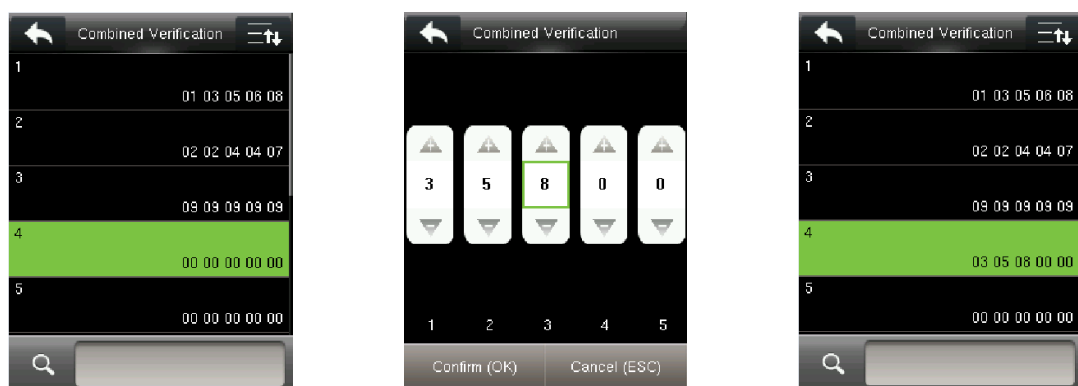 Combined Verification
1
01 03 05 06 08
2
02 02 04 04 07
3
09 09 09 09 09
4
00 00 00 00 00
5
00 00 00 00 00
Combined Verification
3 5 8 0 0
1 2 3 4 5
Confirm (OK) Cancel (ESC)
Combined Verification
1
01 03 05 06 08
2
02 02 04 04 07
3
09 09 09 09 09
4
03 05 08 00 00
5
00 00 00 00 00